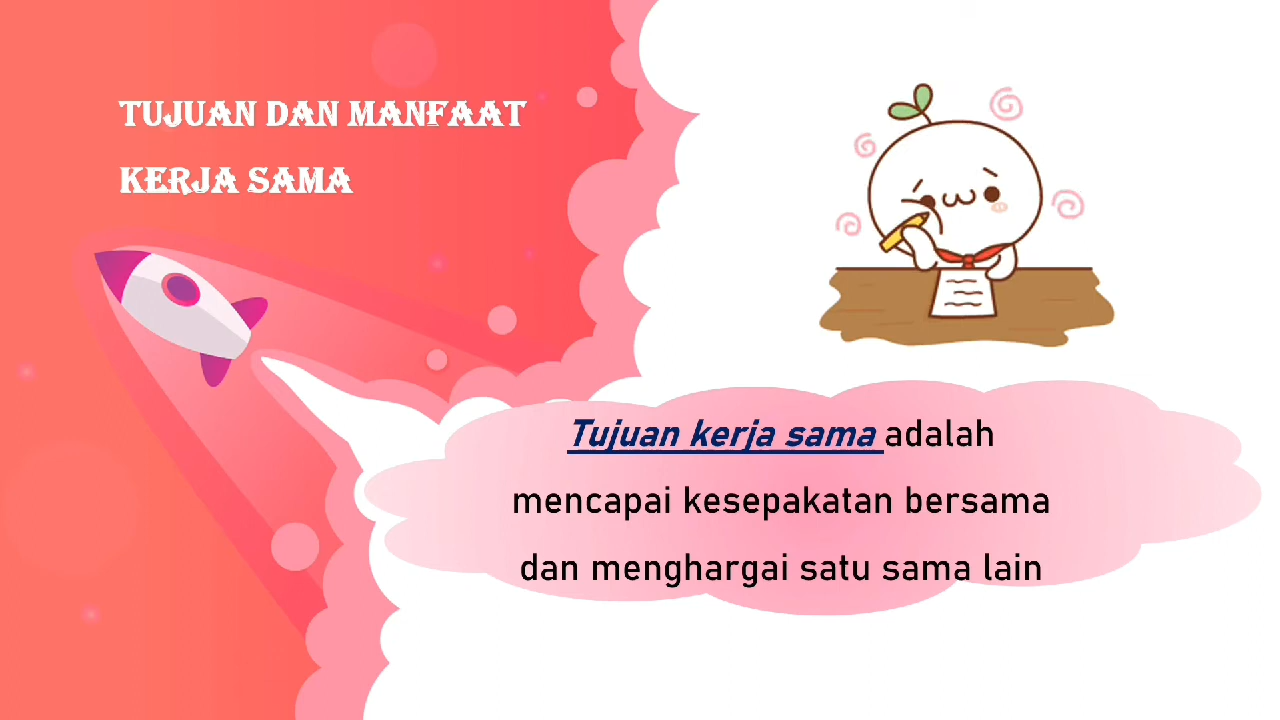 TUJUAN DAN MANFAAT
KERJA SAMA
Tujuan kerja sama adalah
mencapai kesepakatan bersama
dan menghargai satu sama lain